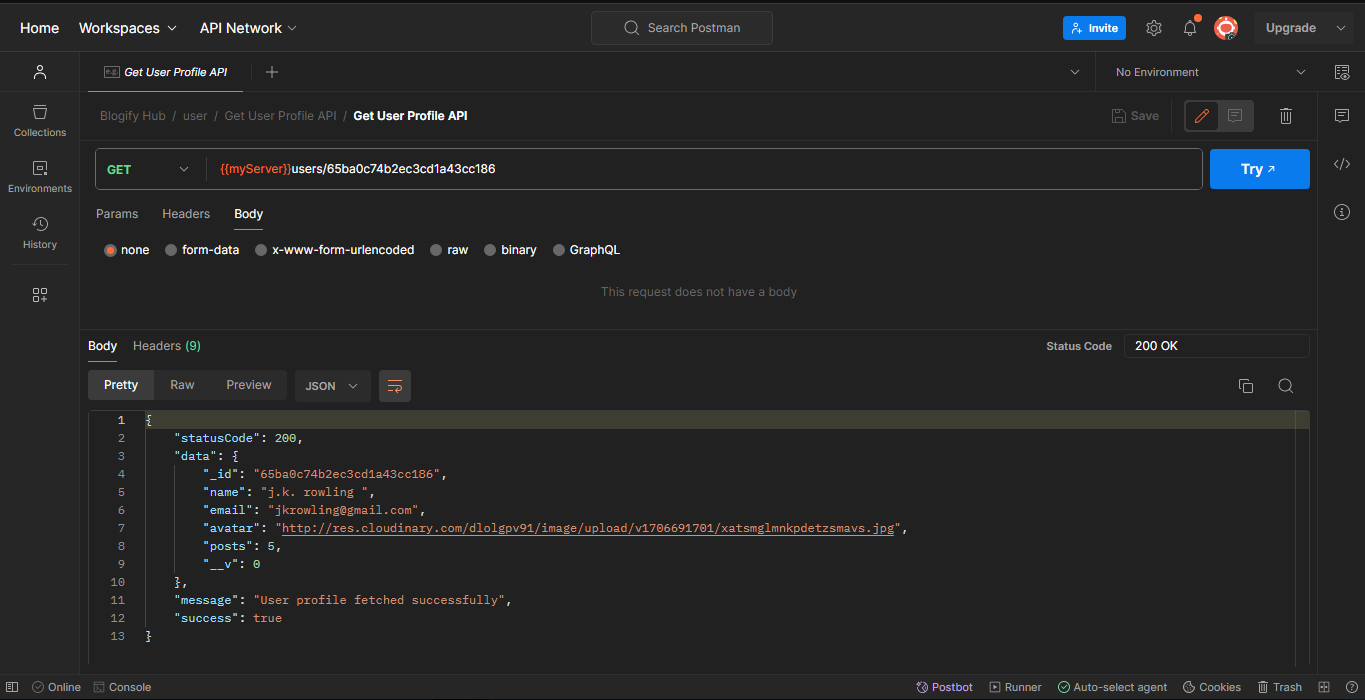 Home Workspaces API Network Search Postman Invite Upgrade
e.g. Get User Profile API No Environment
Blogify Hub / user / Get User Profile API / Get User Profile API Save
Collections
GET {{myServer}}users/65ba0c74b2ec3cd1a43cc186 Try
Environments
Params Headers Body
History
none form-data x-www-form-urlencoded raw binary GraphQL
This request does not have a body
Body Headers (9) Status Code 200 OK
Pretty Raw Preview JSON
1 {
2 "statusCode": 200,
3 "data": {
4 "_id": "65ba0c74b2ec3cd1a43cc186",
5 "name": "j.k. rowling ",
6 "email": "jkrowling@gmail.com",
7 "avatar": "http://res.cloudinary.com/dlolgpv91/image/upload/v1706691701/xatsmglmnkpdetzsmavs.jpg",
8 "posts": 5,
9 "__v": 0
10 },
11 "message": "User profile fetched successfully",
12 "success": true
13 }
Online Console Postbot Runner Auto-select agent Cookies Trash